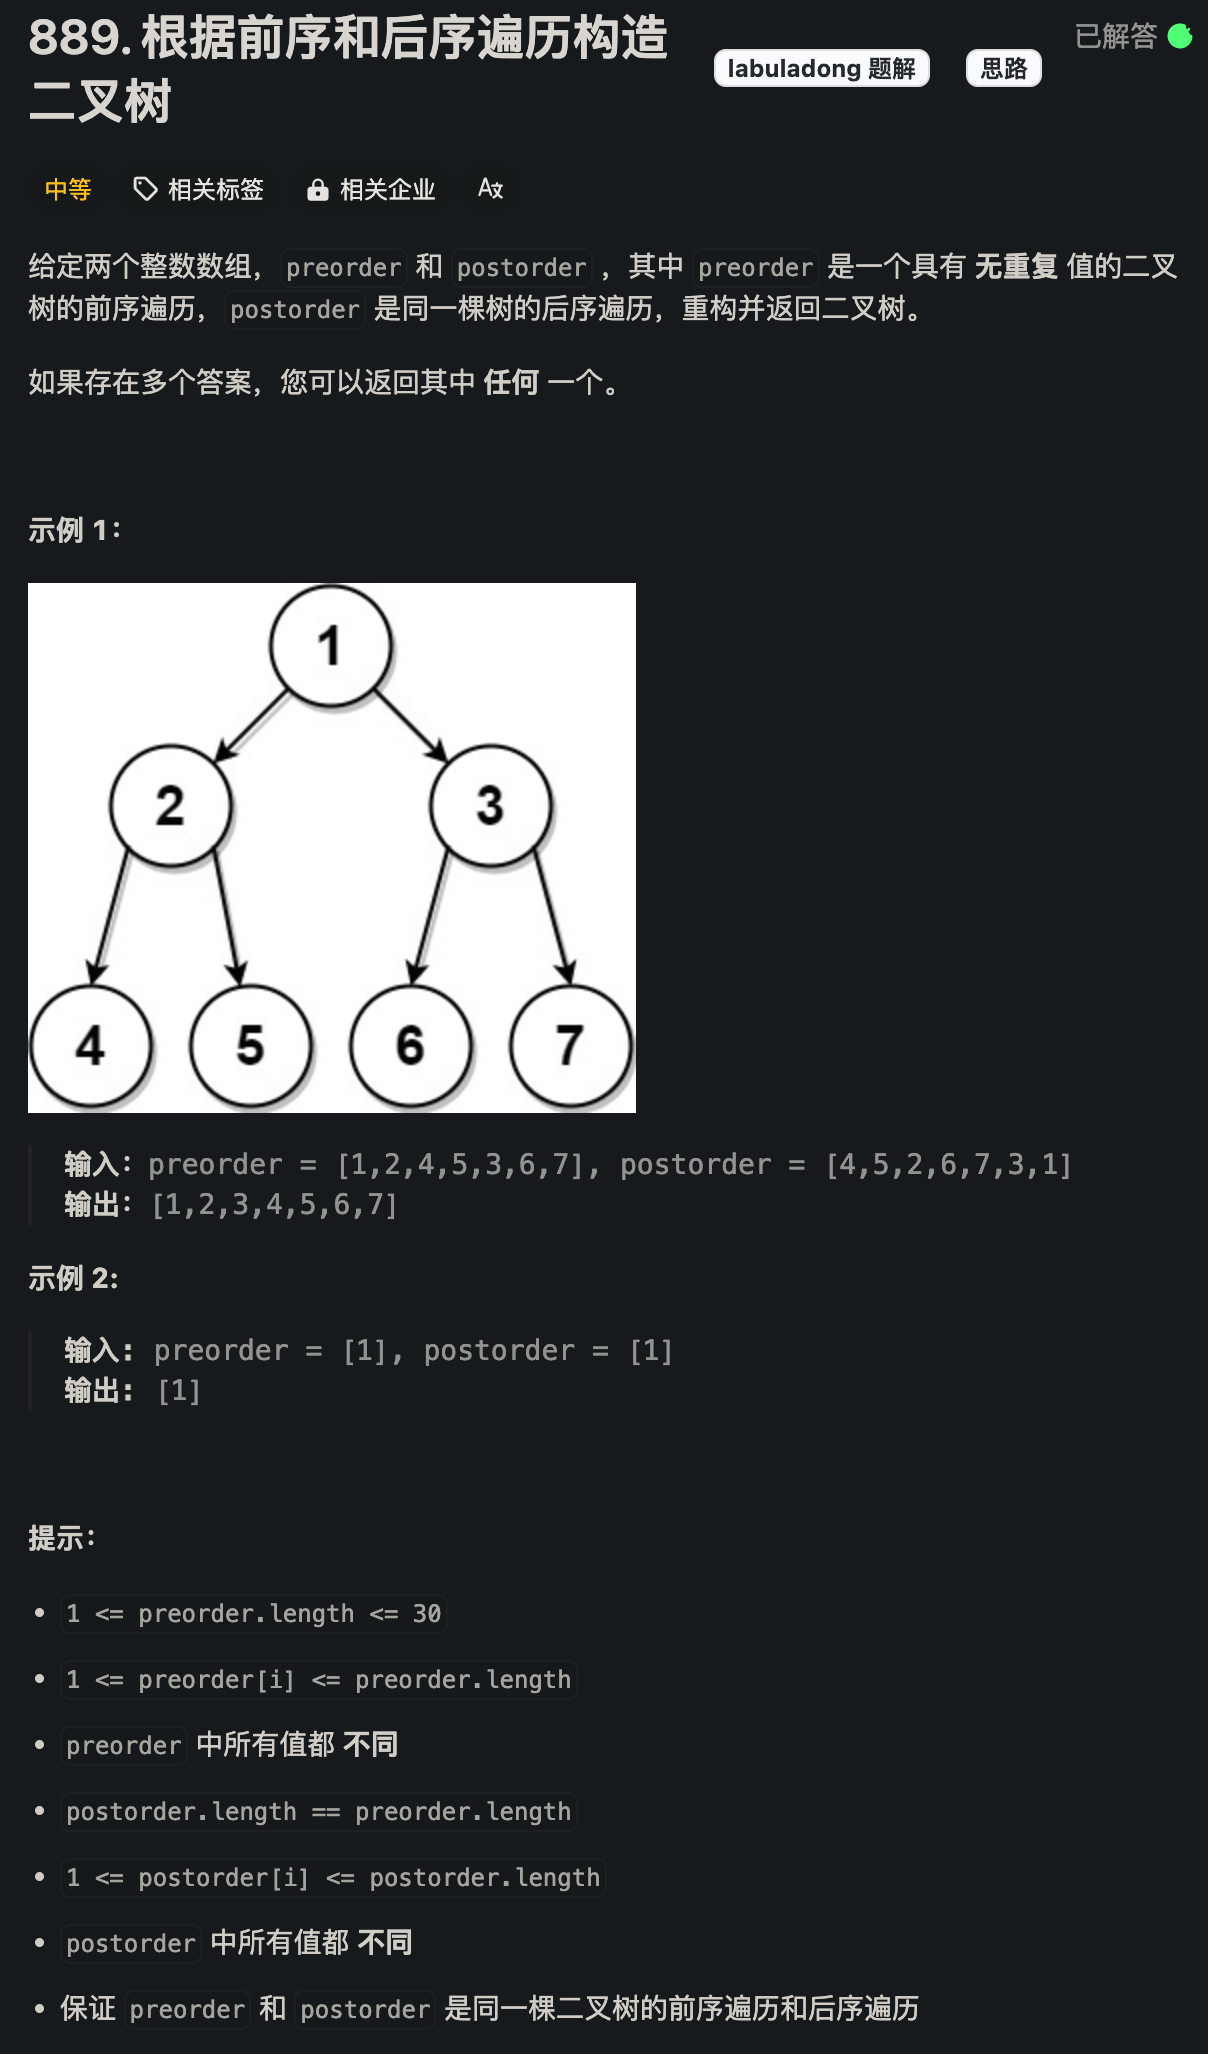 889. 根据前序和后序遍历构造
二叉树
labuladong 题解
思路
已解答
中等
相关标签
相关企业
给定两个整数数组， preorder 和 postorder ，其中 preorder 是一个具有 无重复 值的二叉
树的前序遍历， postorder 是同一棵树的后序遍历，重构并返回二叉树。
如果存在多个答案，您可以返回其中 任何 一个。
示例 1：
1
2
3
4
5
6
7
输入：preorder = [1,2,4,5,3,6,7], postorder = [4,5,2,6,7,3,1]
输出：[1,2,3,4,5,6,7]
示例 2:
输入: preorder = [1], postorder = [1]
输出: [1]
提示：
• 1 <= preorder.length <= 30
• 1 <= preorder[i] <= preorder.length
• preorder 中所有值都 不同
• postorder.length == preorder.length
• 1 <= postorder[i] <= postorder.length
• postorder 中所有值都 不同
• 保证 preorder 和 postorder 是同一棵二叉树的前序遍历和后序遍历